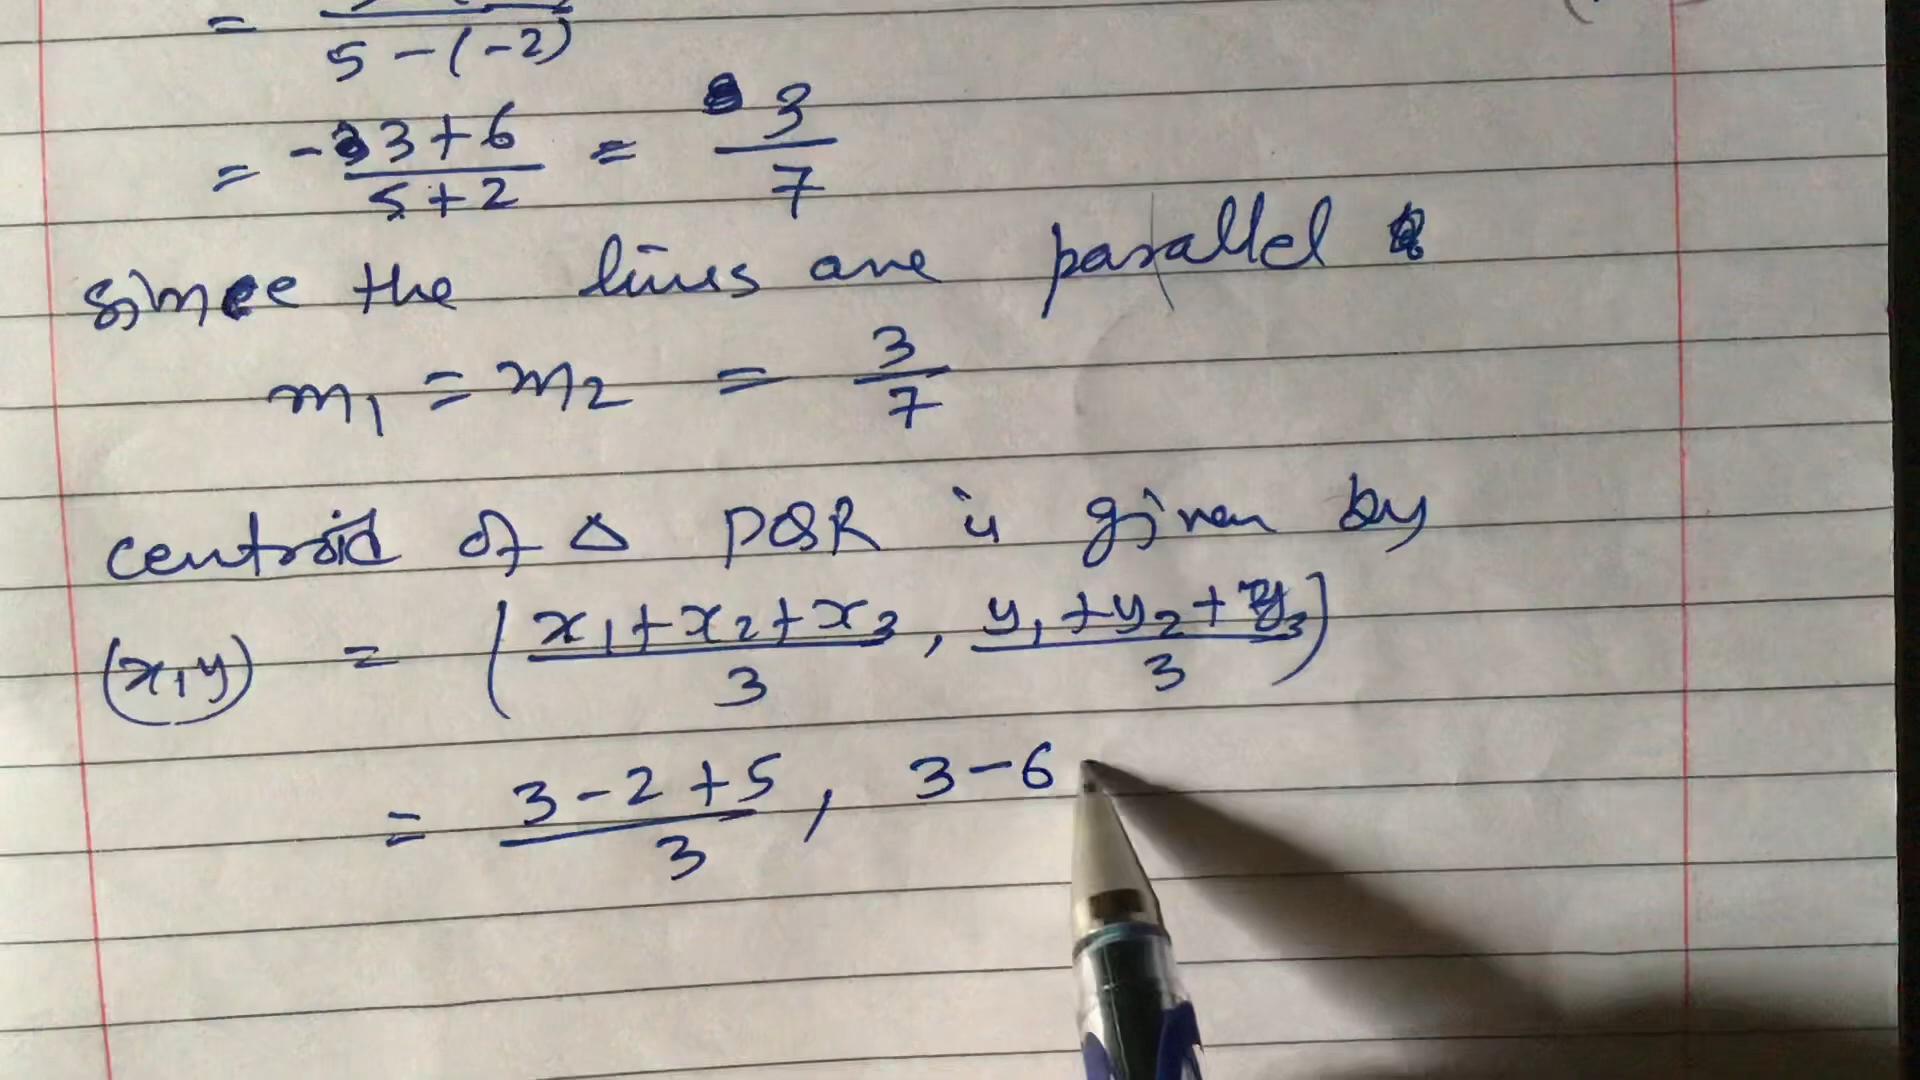 = 5-(-2)
= -3+6/5+2 = 3/7
since the lines are parallel
m₁ = m₂ = 3/7
centroid of △ PQR is given by
(x,y) = (x₁+x₂+x₃/3, y₁+y₂+y₃/3)
= 3-2+5/3, 3-6